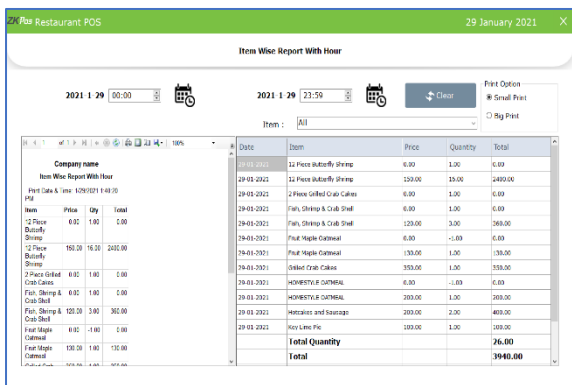 ZKPos Restaurant POS 29 January 2021 X
Item Wise Report With Hour
Print Option
2021-1-29 00:00 2021-1-29 23:59 Clear Small Print
Big Print
Item : All
1 of 1 100%
Company name
Item Wise Report With Hour
Print Date & Time: 1/29/2021 1:40:20
PM
Item Price Qty Total
12 Piece 0.00 1.00 0.00
Butterfly
Shrimp
12 Piece 150.00 16.00 2400.00
Butterfly
Shrimp
2 Piece Grilled 0.00 1.00 0.00
Crab Cakes
Fish, Shrimp & 0.00 1.00 0.00
Crab Shell
Fish, Shrimp & 120.00 3.00 360.00
Crab Shell
Fruit Maple 0.00 -1.00 0.00
Oatmeal
Fruit Maple 130.00 1.00 130.00
Oatmeal
Date Item Price Quantity Total
29-01-2021 12 Piece Butterfly Shrimp 0.00 1.00 0.00
29-01-2021 12 Piece Butterfly Shrimp 150.00 15.00 2400.00
29-01-2021 2 Piece Grilled Crab Cakes 0.00 1.00 0.00
29-01-2021 Fish, Shrimp & Crab Shell 0.00 1.00 0.00
29-01-2021 Fish, Shrimp & Crab Shell 120.00 3.00 360.00
29-01-2021 Fruit Maple Oatmeal 0.00 -1.00 0.00
29-01-2021 Fruit Maple Oatmeal 130.00 1.00 130.00
29-01-2021 Grilled Crab Cakes 350.00 1.00 350.00
29-01-2021 HOMESTYLE OATMEAL 0.00 -1.00 0.00
29-01-2021 HOMESTYLE OATMEAL 200.00 1.00 200.00
29-01-2021 Hotcakes and Sausage 200.00 2.00 400.00
29-01-2021 Key Lime Pie 100.00 1.00 100.00
Total Quantity 26.00
Total 3940.00